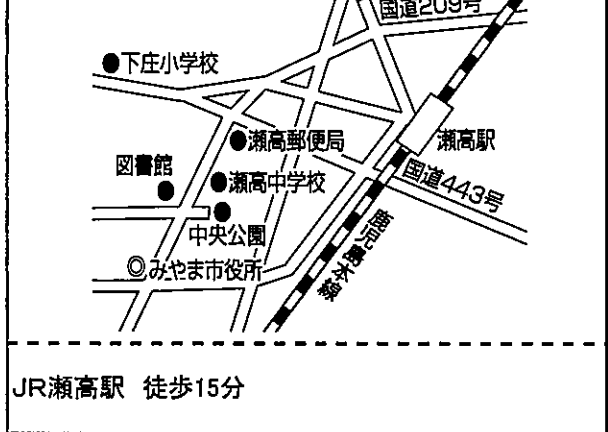 国道209号
下庄小学校
瀬高郵便局
瀬高駅
図書館
瀬高中学校
国道443号
中央公園
みやま市役所
鹿児島本線
JR瀬高駅 徒歩15分